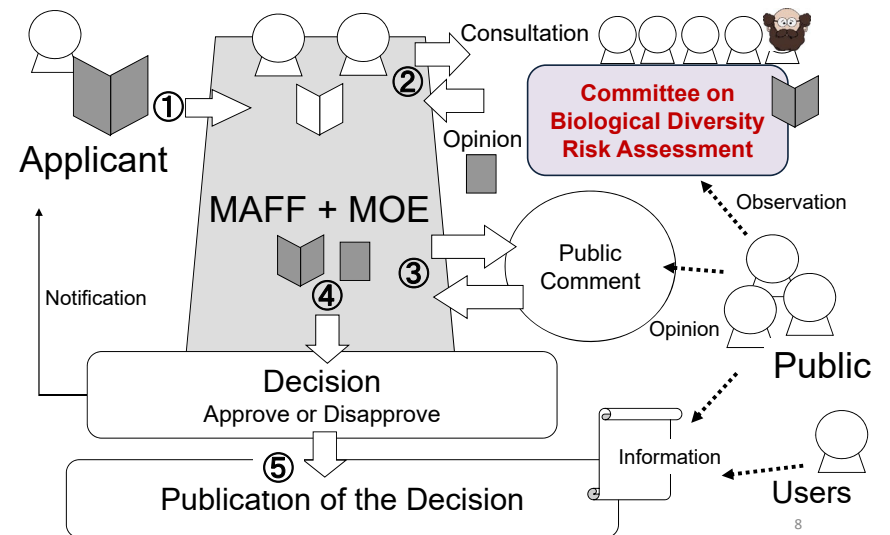 Consultation
②
①
Committee on
Biological Diversity
Risk Assessment
Opinion
Applicant
MAFF + MOE
Observation
Public
Comment
③
④
Notification
Opinion
Public
Decision
Approve or Disapprove
⑤
Publication of the Decision
Information
Users
8